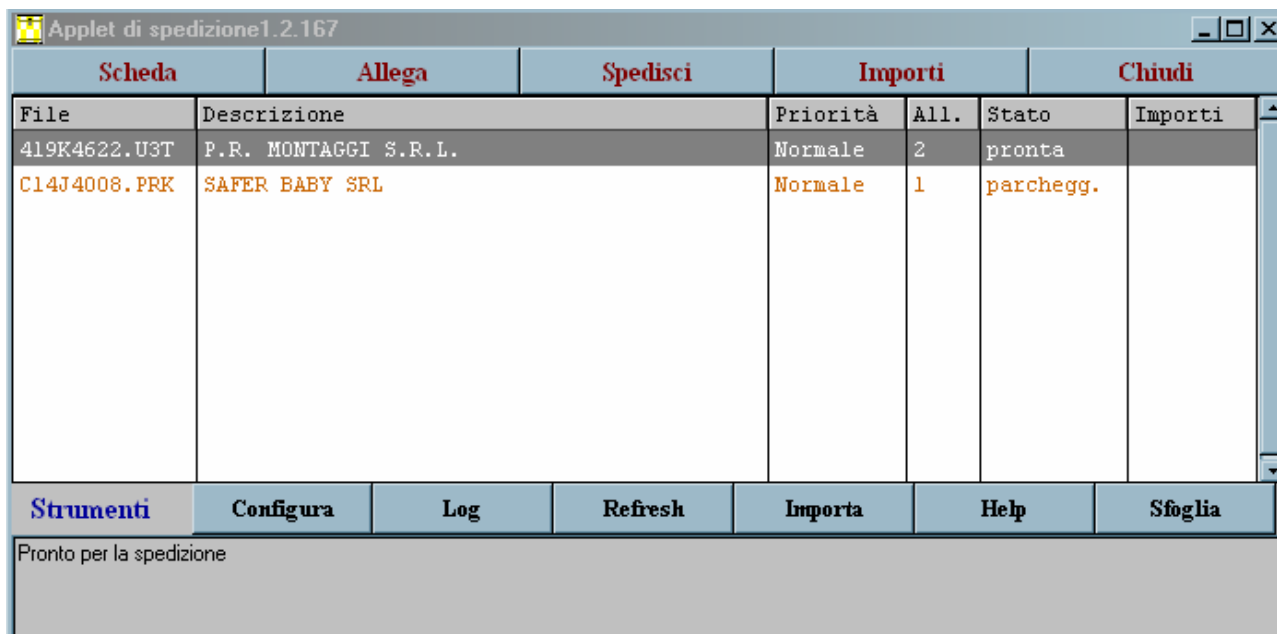 Applet di spedizione1.2.167
Scheda Allega Spedisci Importi Chiudi
File Descrizione Priorità All. Stato Importi
419K4622.U3T P.R. MONTAGGI S.R.L. Normale 2 pronta
C14J4008.PRK SAFER BABY SRL Normale 1 parchegg.
Strumenti Configura Log Refresh Importa Help Sfoglia
Pronto per la spedizione